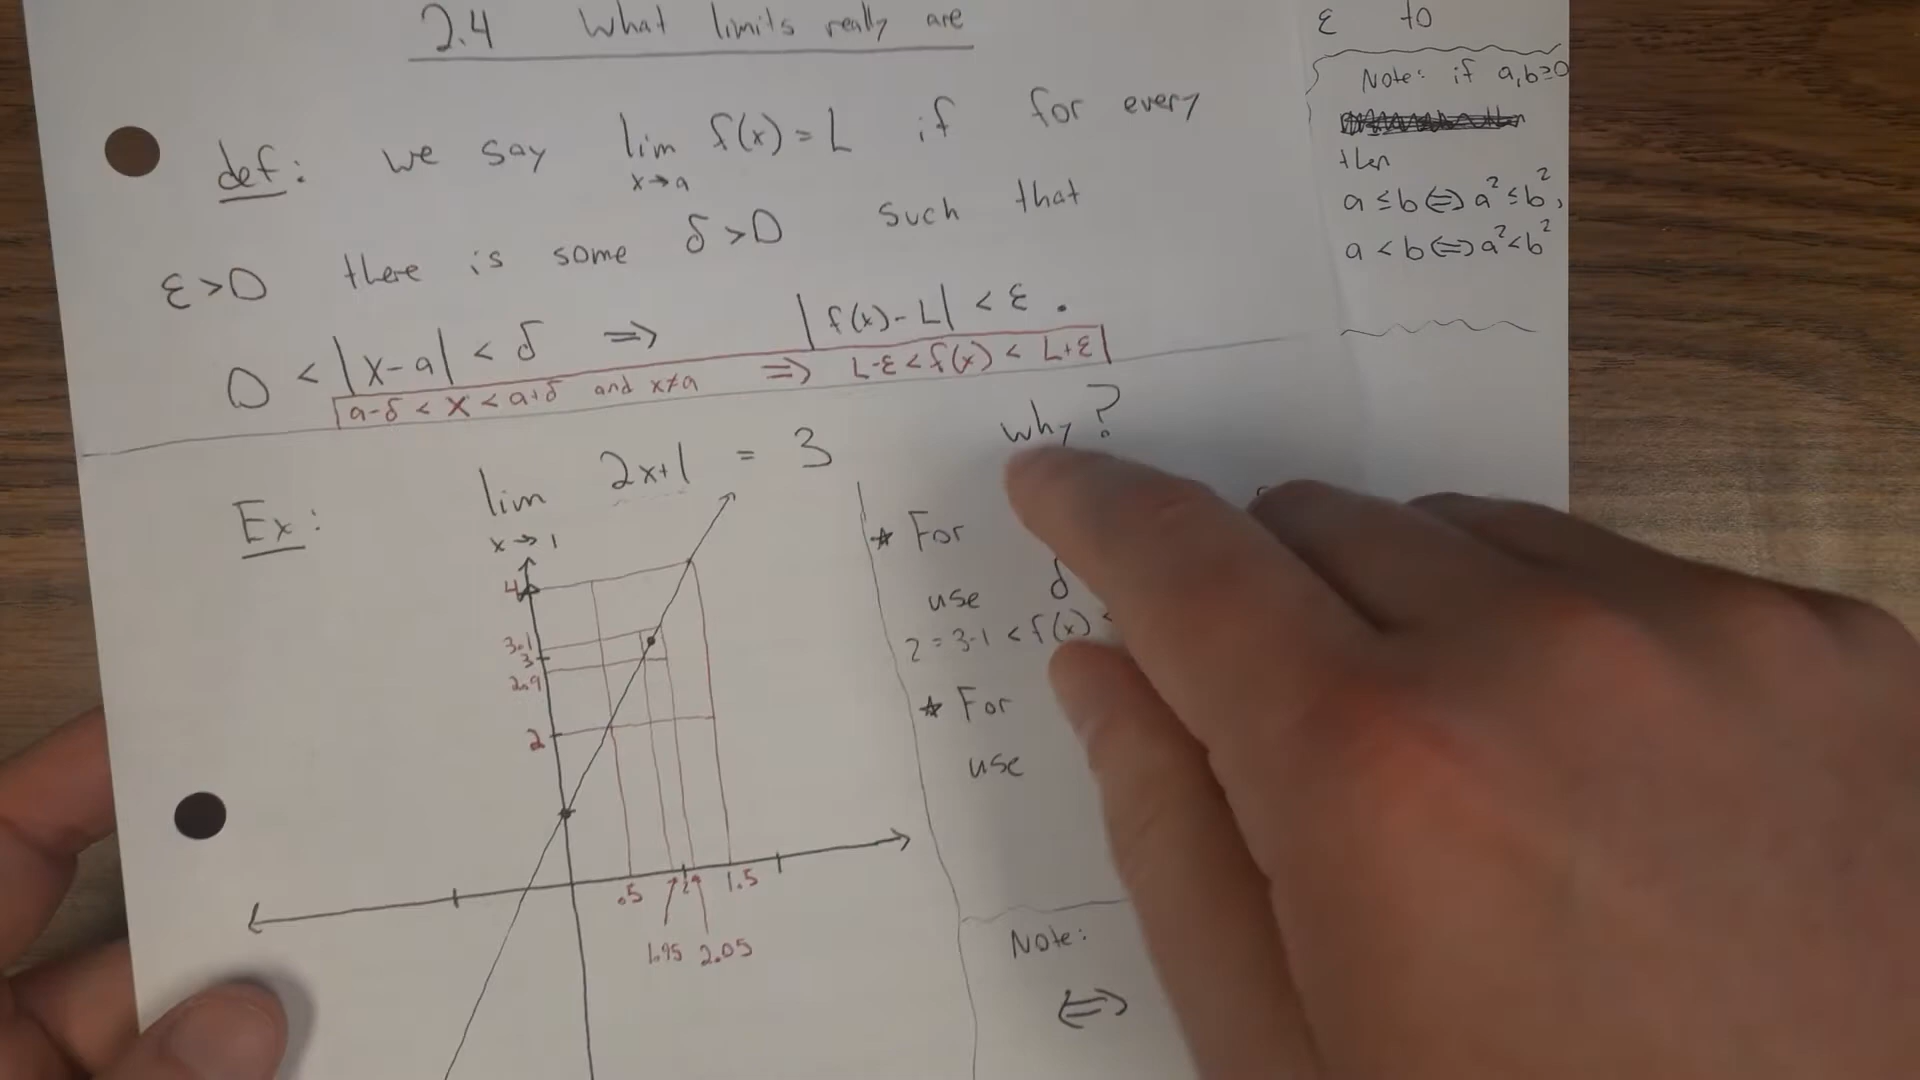 2.4 What limits really are
def: we say lim f(x) = L if for every
x→a
ε>0 there is some δ>0 such that
0 < |x-a| < δ ⇒ |f(x)-L| < ε.
a-δ < x < a+δ and x≠a ⇒ L-ε < f(x) < L+ε
Ex: lim 2x+1 = 3 why?
x→1
4
3.1
3
2.9
2
.5
1.5
1.95 2.05
* For
use δ
2 = 3-1 < f(x) <
* For
use
Note:
⇔
ε to
Note: if a,b≥0
then
a ≤ b ⇔ a² ≤ b²,
a < b ⇔ a² < b²